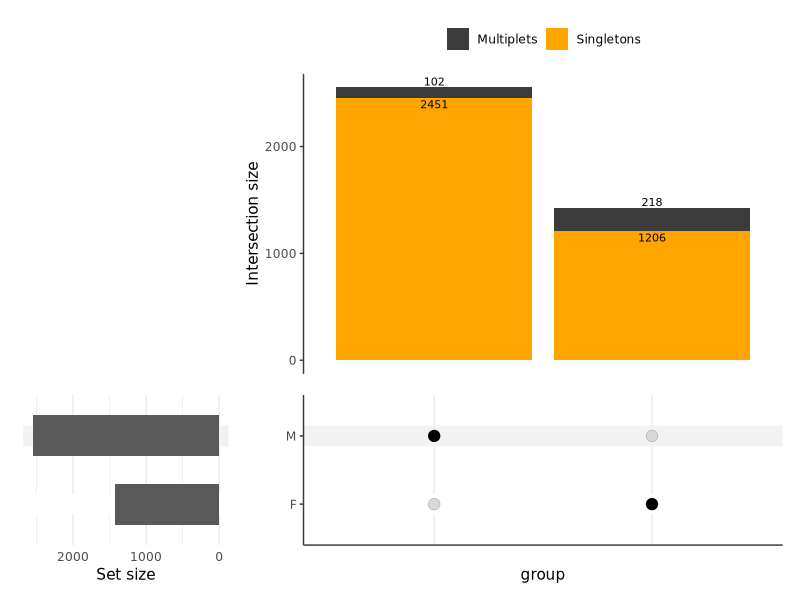 Multiplets Singletons
102
2451
218
1206
Intersection size
2000
1000
0
M
F
2000 1000 0
Set size
group